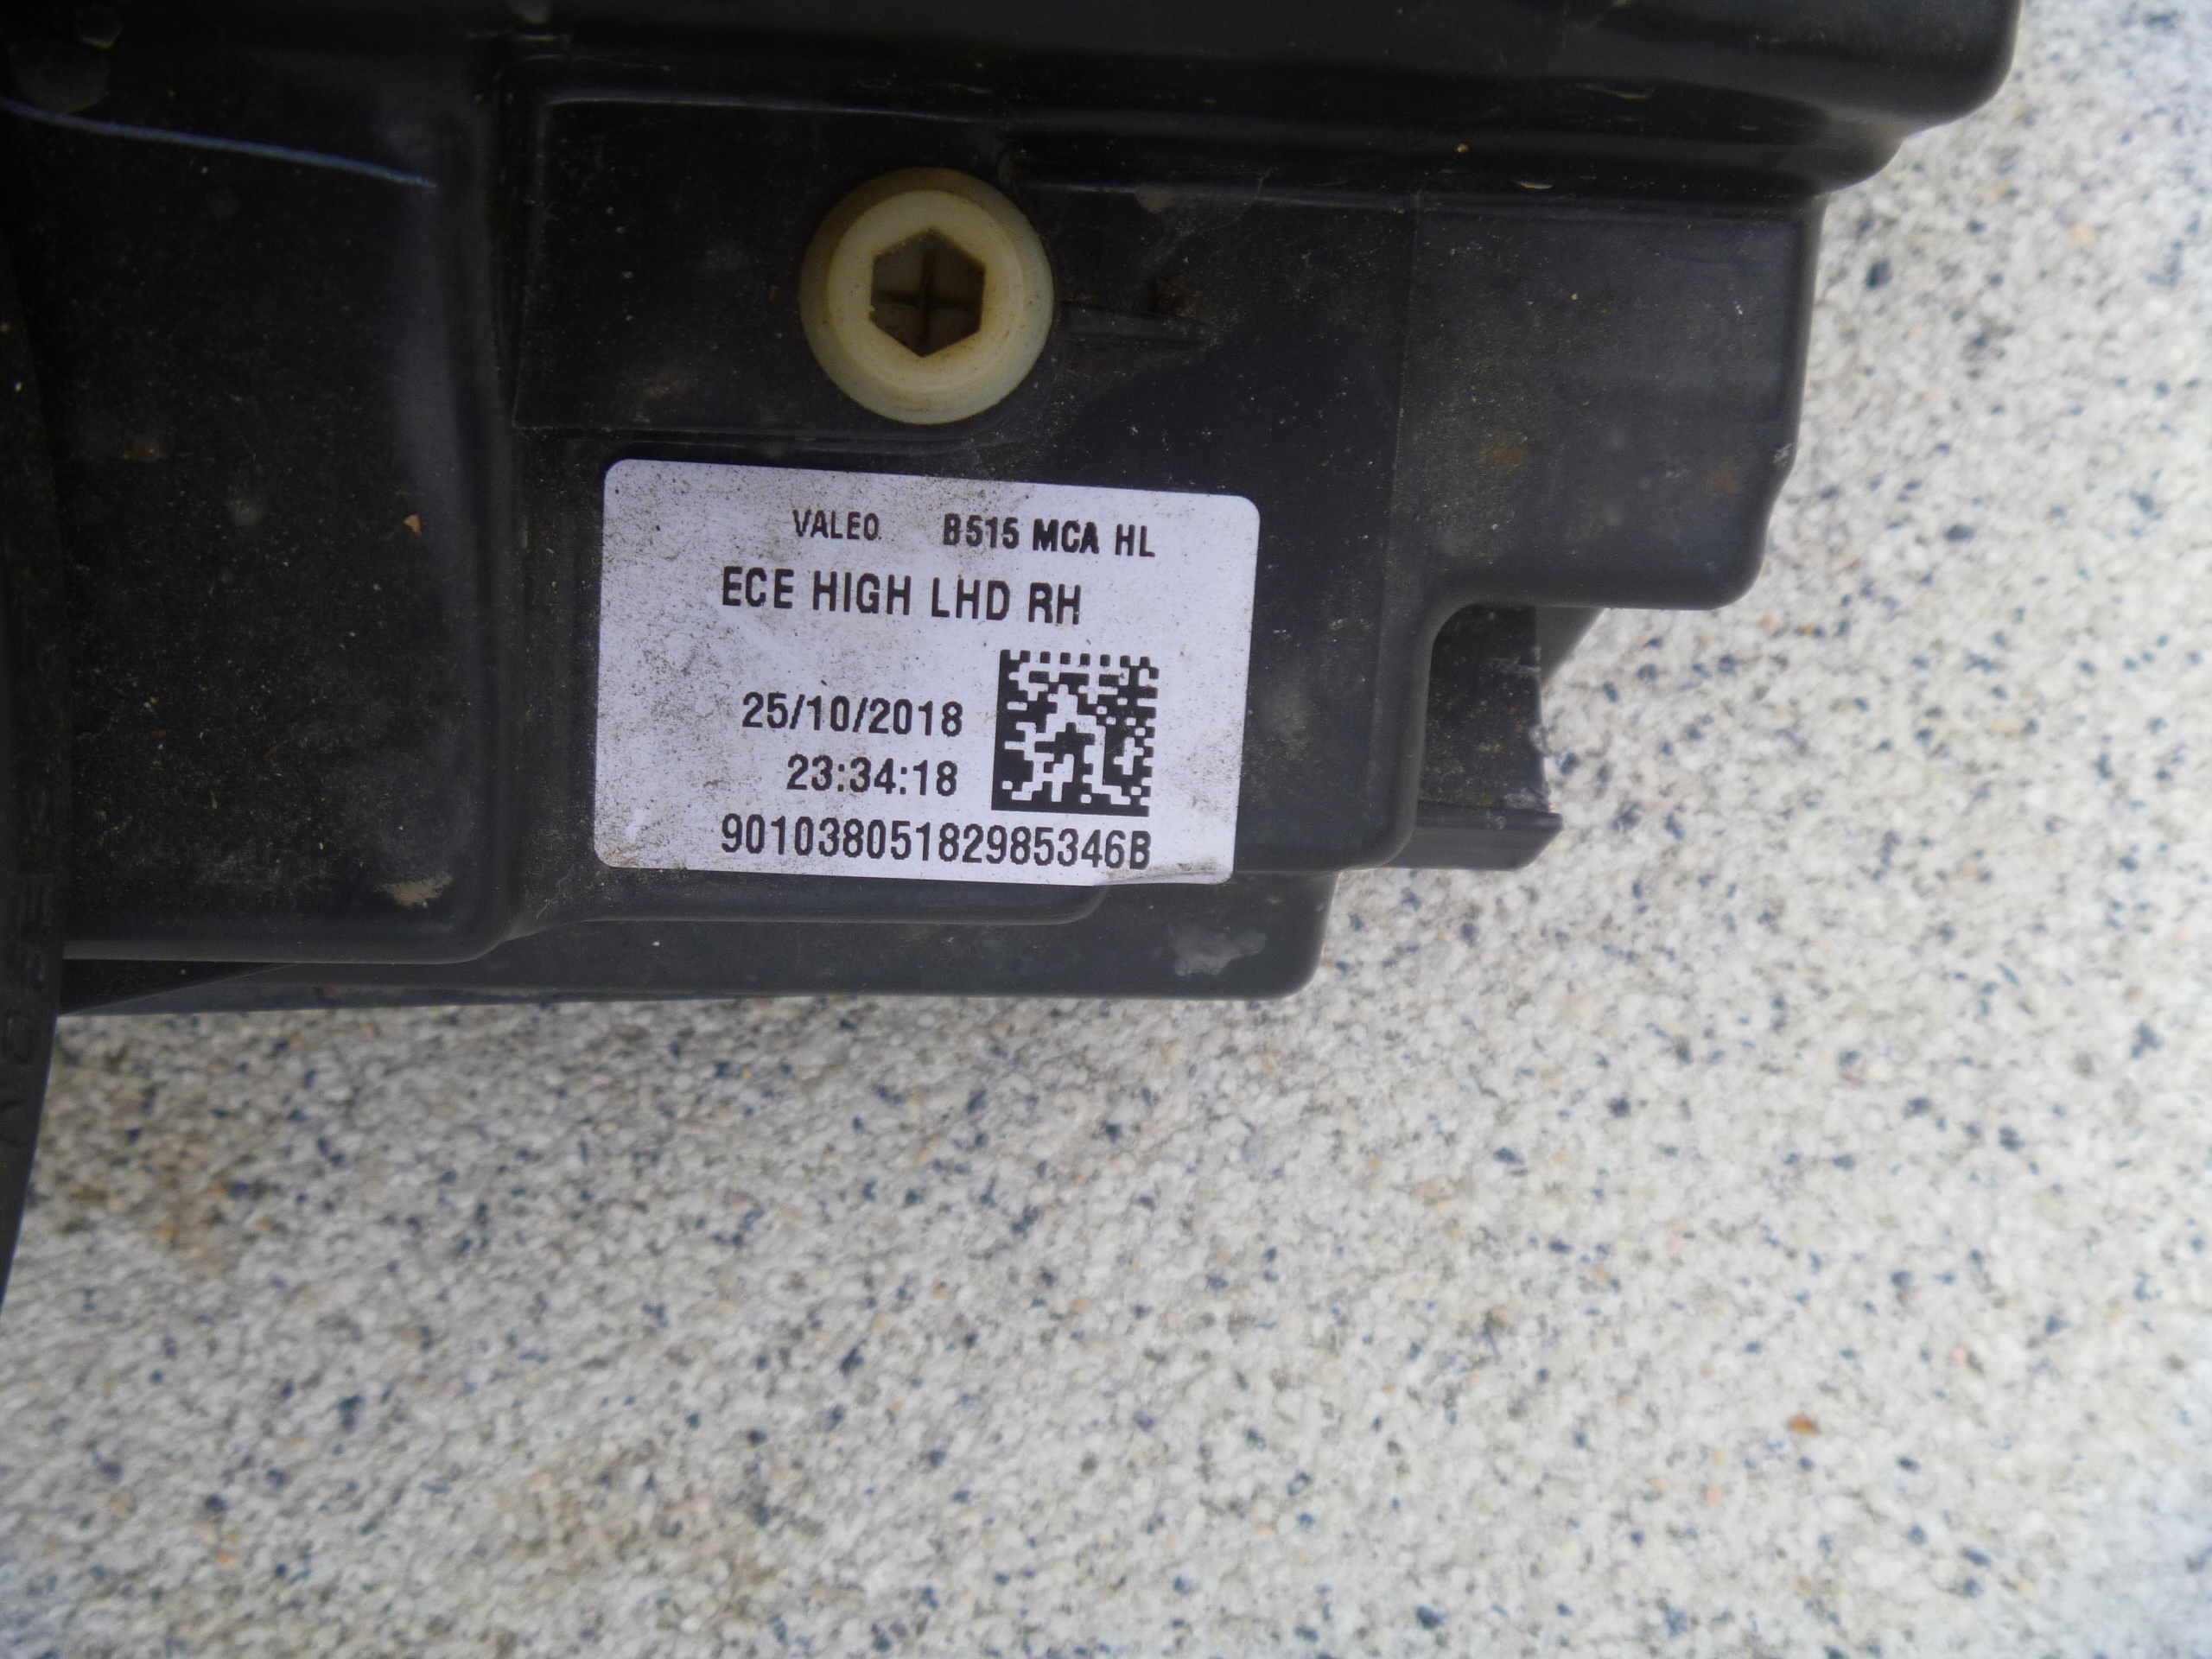 VALEO B515 MCA HL
ECE HIGH LHD RH
25/10/2018
23:34:18
90103805182985346B